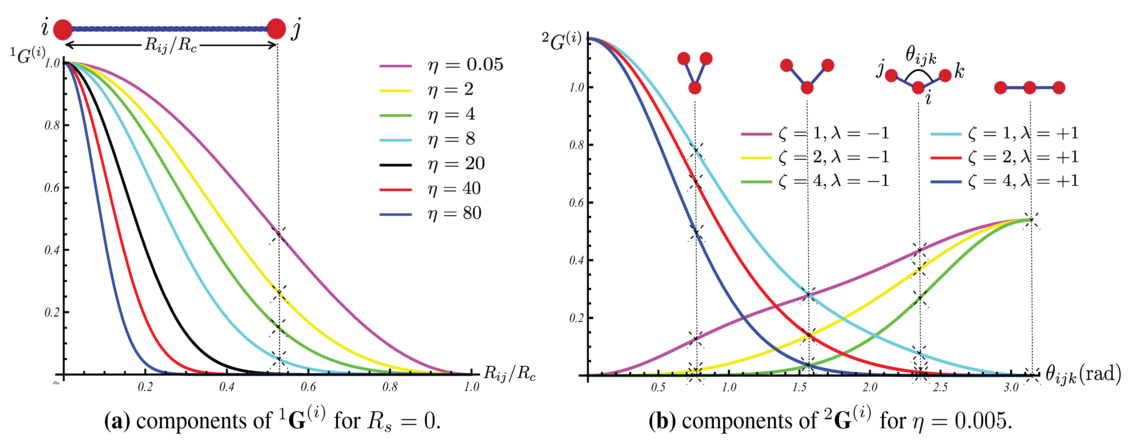 i j
R_ij/R_c
¹G⁽ⁱ⁾
1.0
0.8
0.6
0.4
0.2
0.2 0.4 0.6 0.8 1.0
R_ij/R_c
η = 0.05
η = 2
η = 4
η = 8
η = 20
η = 40
η = 80
(a) components of ¹G⁽ⁱ⁾ for R_s = 0.
²G⁽ⁱ⁾
1.0
0.8
0.6
0.4
0.2
0.5 1.0 1.5 2.0 2.5 3.0
θ_ijk(rad)
θ_ijk
j k
i
ζ = 1, λ = −1
ζ = 2, λ = −1
ζ = 4, λ = −1
ζ = 1, λ = +1
ζ = 2, λ = +1
ζ = 4, λ = +1
(b) components of ²G⁽ⁱ⁾ for η = 0.005.